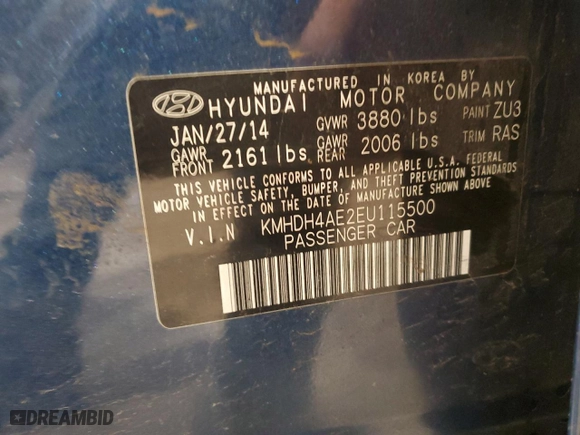 MANUFACTURED IN KOREA BY
HYUNDAI MOTOR COMPANY
JAN/27/14 GVWR 3880 lbs PAINT ZU3
GAWR FRONT 2161 lbs GAWR REAR 2006 lbs TRIM RAS
THIS VEHICLE CONFORMS TO ALL APPLICABLE U.S.A. FEDERAL
MOTOR VEHICLE SAFETY, BUMPER, AND THEFT PREVENTION
STANDARDS IN EFFECT ON THE DATE OF MANUFACTURE SHOWN ABOVE
V.I.N KMHDH4AE2EU115500
PASSENGER CAR
DREAMBID